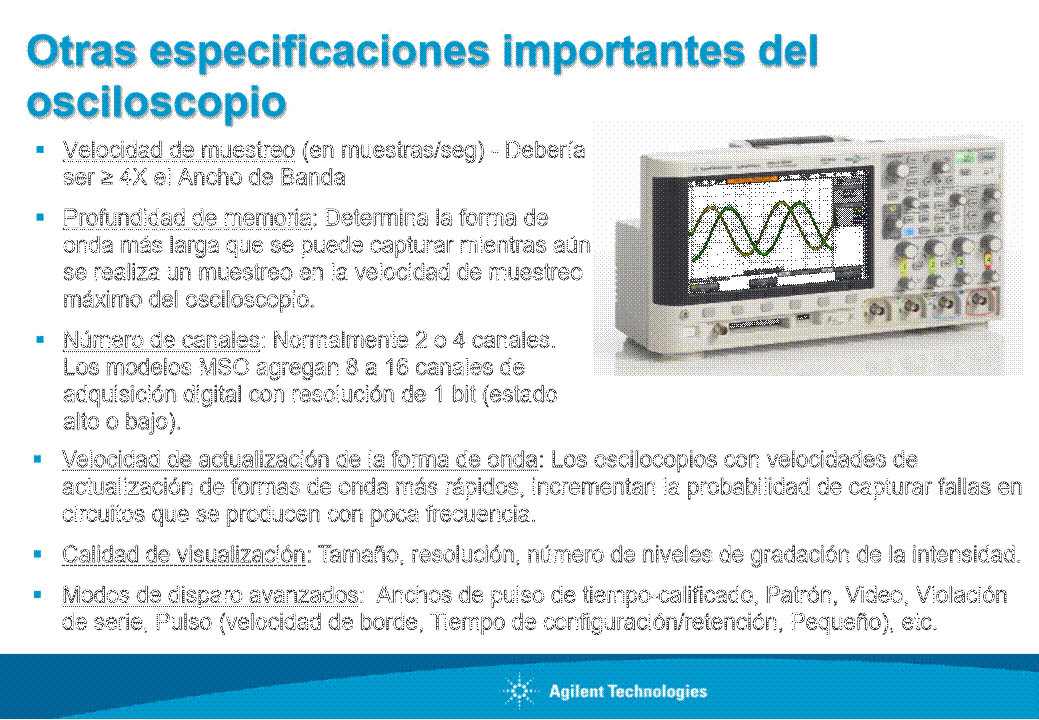 Otras especificaciones importantes del
osciloscopio
Velocidad de muestreo (en muestras/seg) - Debería
ser ≥ 4X el Ancho de Banda
Profundidad de memoria: Determina la forma de
onda más larga que se puede capturar mientras aún
se realiza un muestreo en la velocidad de muestreo
máximo del osciloscopio.
Número de canales: Normalmente 2 o 4 canales.
Los modelos MSO agregan 8 a 16 canales de
adquisición digital con resolución de 1 bit (estado
alto o bajo).
Velocidad de actualización de la forma de onda: Los oscilocopios con velocidades de
actualización de formas de onda más rápidos, incrementan la probabilidad de capturar fallas en
circuitos que se producen con poca frecuencia.
Calidad de visualización: Tamaño, resolución, número de niveles de gradación de la intensidad.
Modos de disparo avanzados: Anchos de pulso de tiempo-calificado, Patrón, Video, Violación
de serie, Pulso (velocidad de borde, Tiempo de configuración/retención, Pequeño), etc.
Agilent Technologies